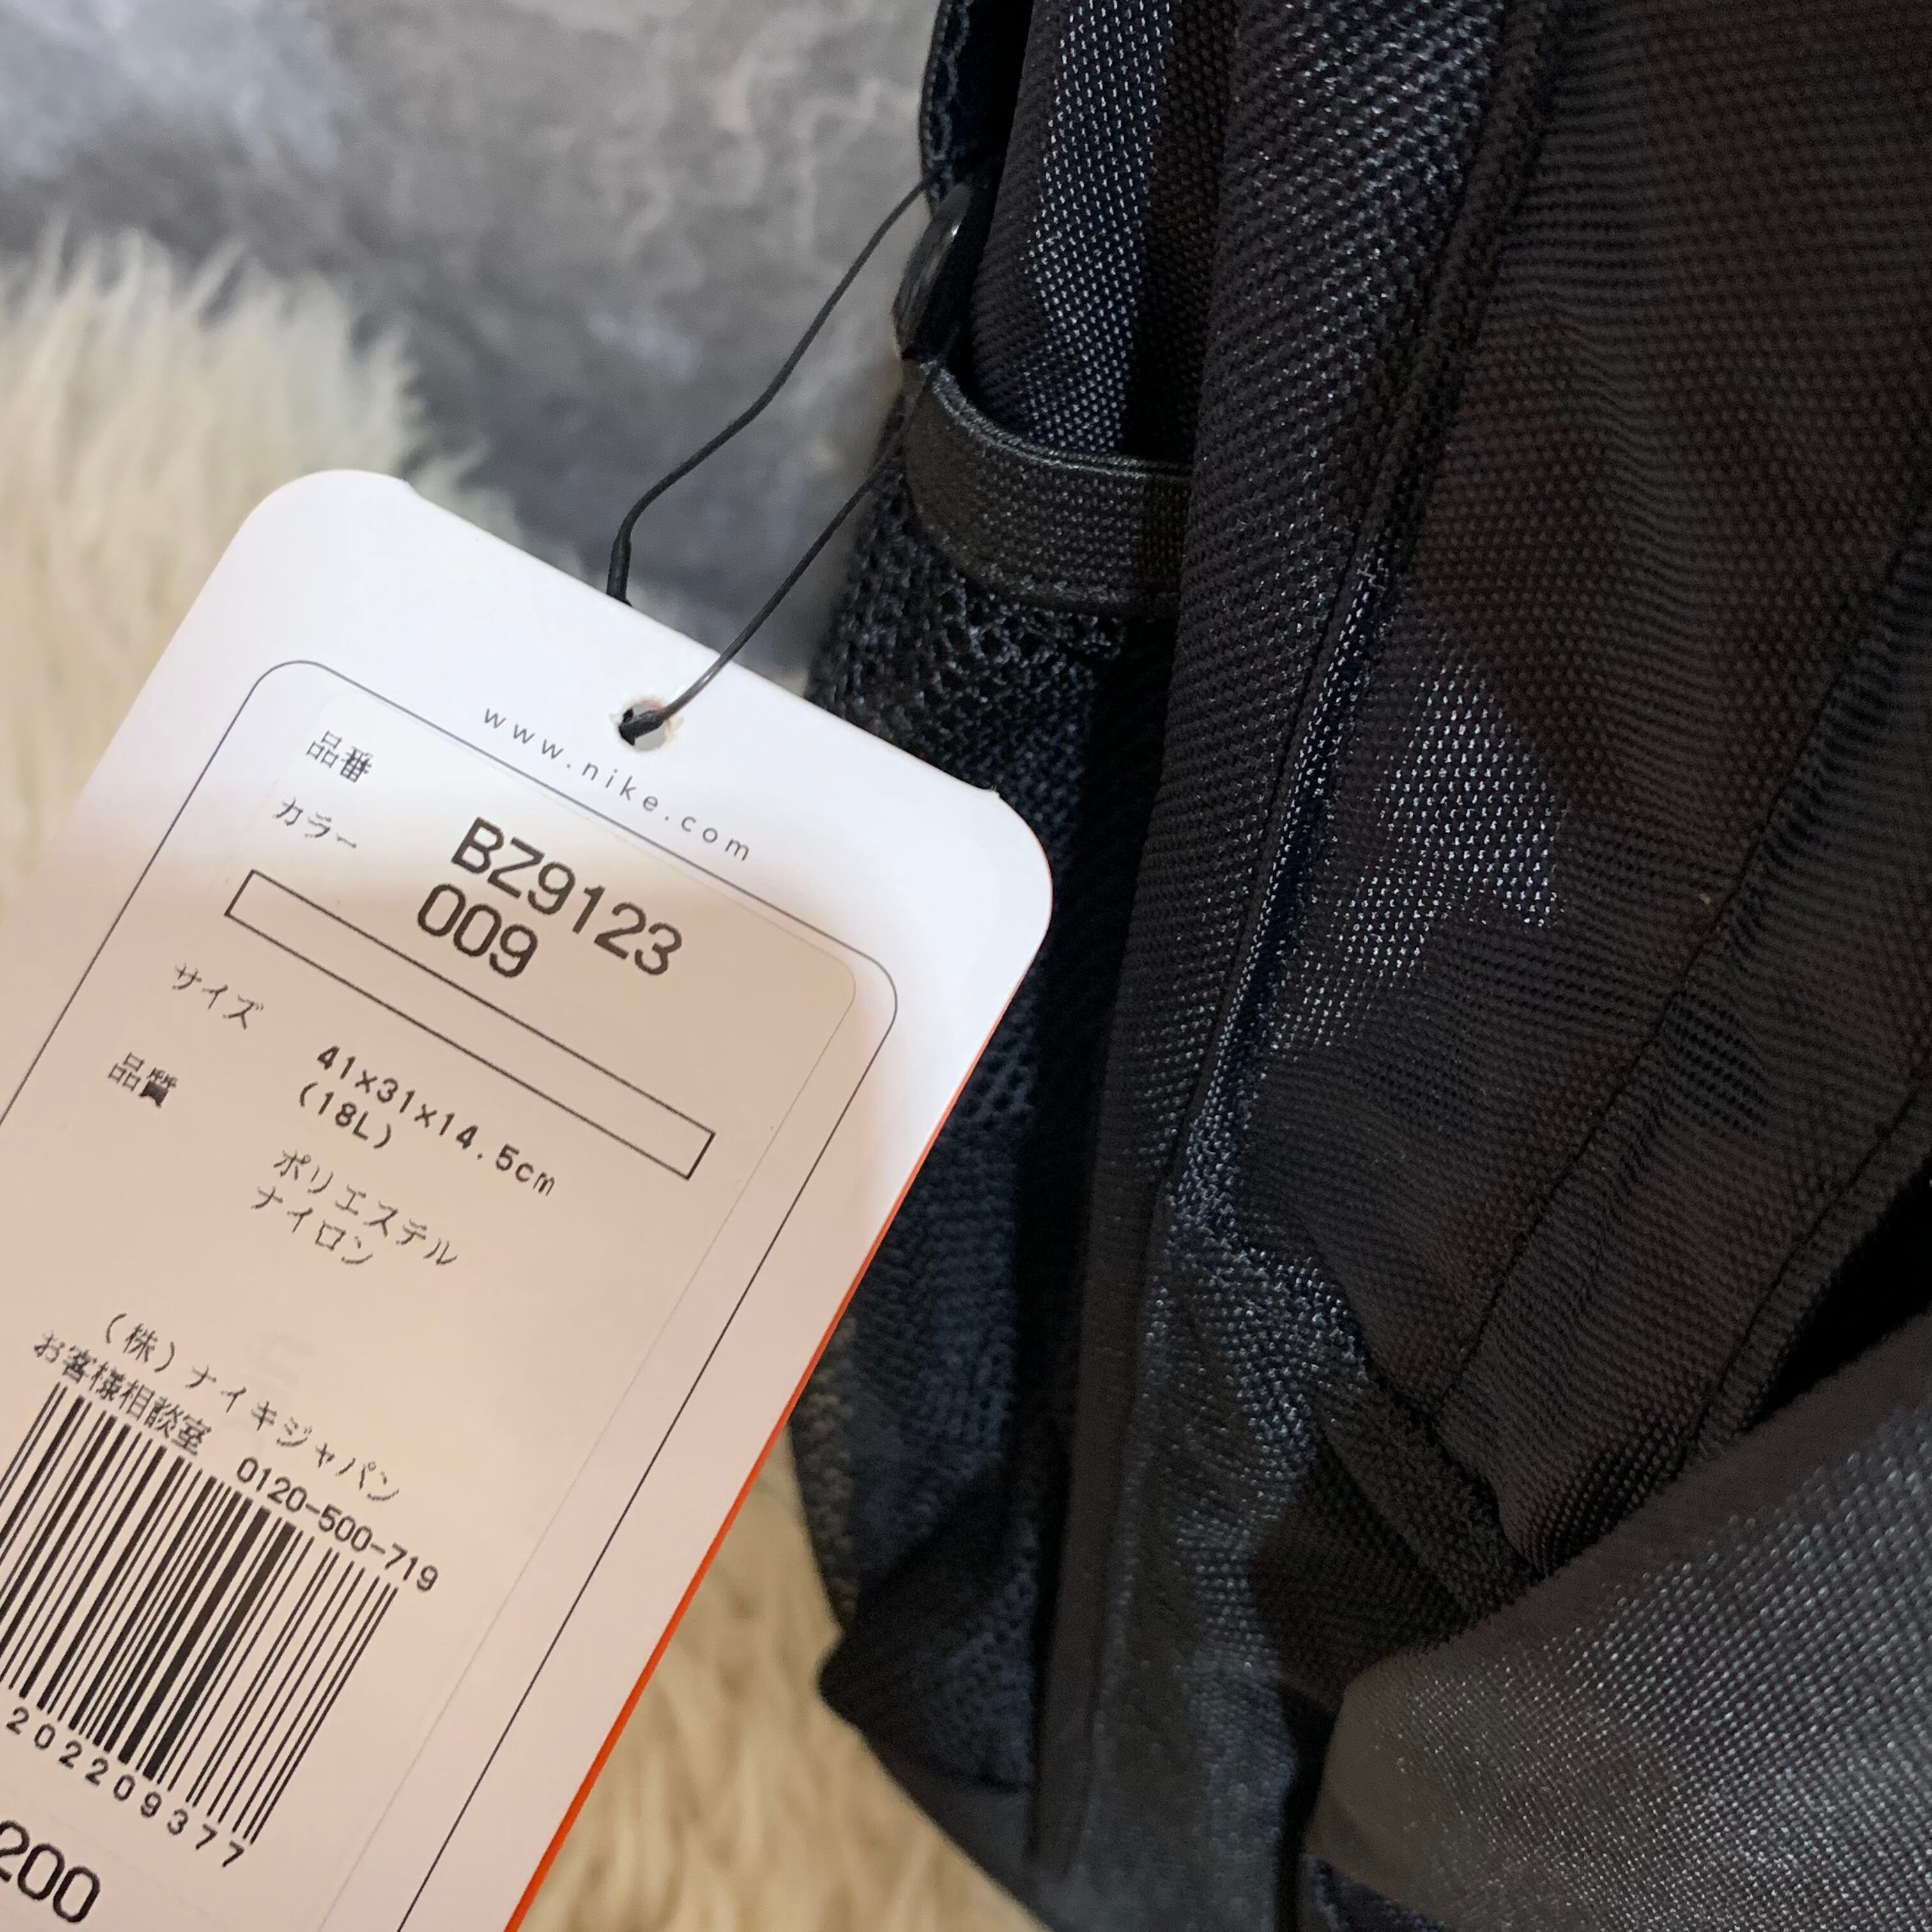 www.nike.com
品番 BZ9123
カラー 009
サイズ 41×31×14.5cm
(18L)
品質 ポリエステル
ナイロン
(株)ナイキジャパン
お客様相談室 0120-500-719
202209377
200